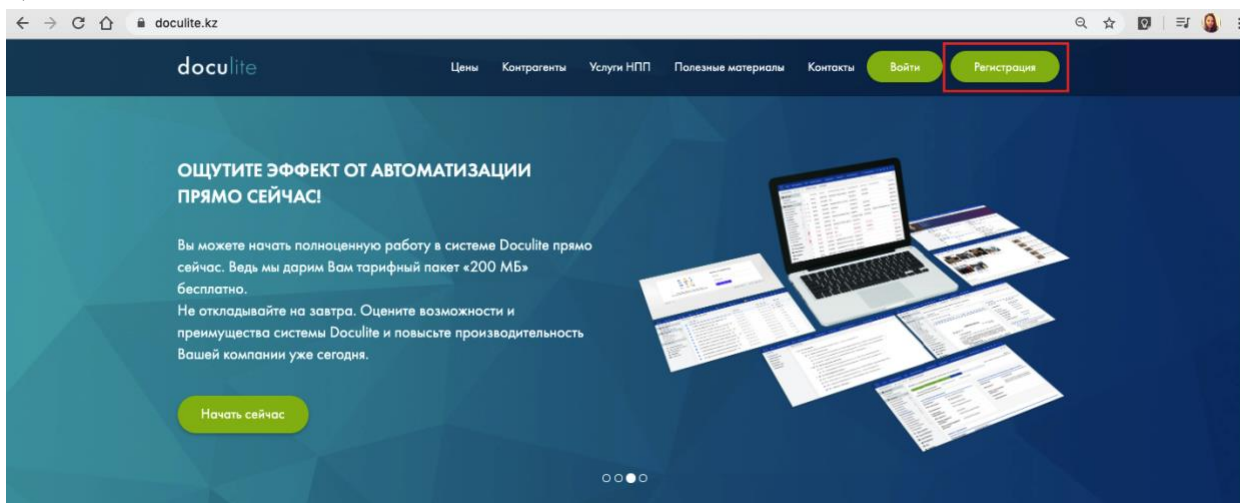 doculite.kz
doculite
Цены
Контрагенты
Услуги НПП
Полезные материалы
Контакты
Войти
Регистрация
ОЩУТИТЕ ЭФФЕКТ ОТ АВТОМАТИЗАЦИИ
ПРЯМО СЕЙЧАС!
Вы можете начать полноценную работу в системе Doculite прямо
сейчас. Ведь мы дарим Вам тарифный пакет «200 МБ»
бесплатно.
Не откладывайте на завтра. Оцените возможности и
преимущества системы Doculite и повысьте производительность
Вашей компании уже сегодня.
Начать сейчас